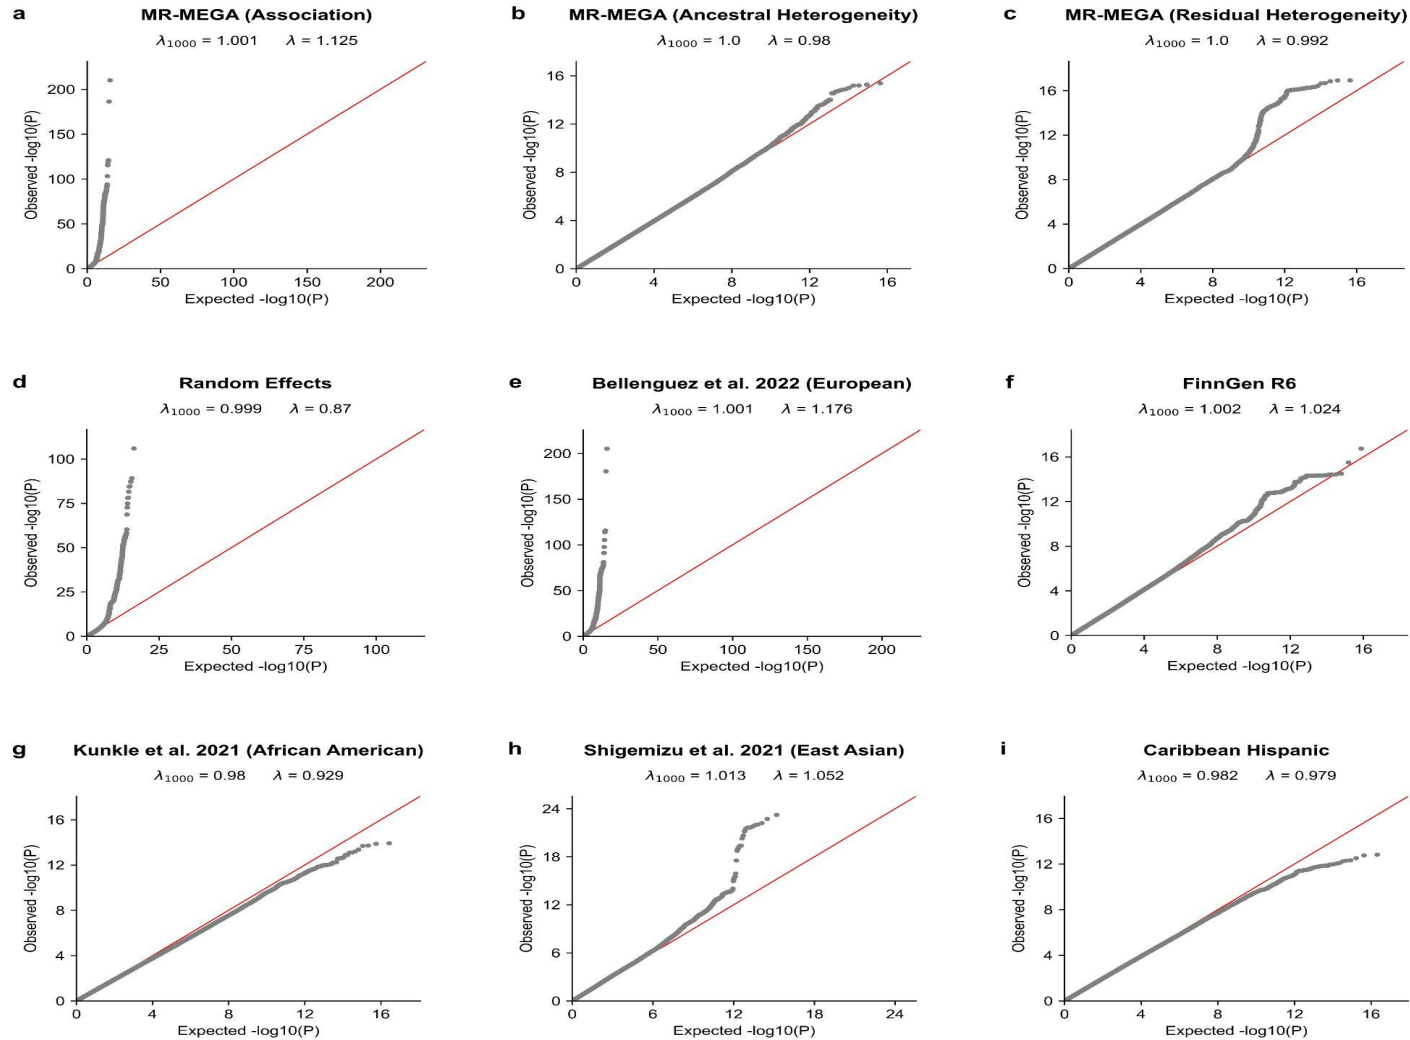 a MR-MEGA (Association)
λ1000 = 1.001 λ = 1.125
200
150
100
50
0
Observed -log10(P)
0 50 100 150 200
Expected -log10(P)
b MR-MEGA (Ancestral Heterogeneity)
λ1000 = 1.0 λ = 0.98
16
12
8
4
0
Observed -log10(P)
0 4 8 12 16
Expected -log10(P)
c MR-MEGA (Residual Heterogeneity)
λ1000 = 1.0 λ = 0.992
16
12
8
4
0
Observed -log10(P)
0 4 8 12 16
Expected -log10(P)
d Random Effects
λ1000 = 0.999 λ = 0.87
100
75
50
25
0
Observed -log10(P)
0 25 50 75 100
Expected -log10(P)
e Bellenguez et al. 2022 (European)
λ1000 = 1.001 λ = 1.176
200
150
100
50
0
Observed -log10(P)
0 50 100 150 200
Expected -log10(P)
f FinnGen R6
λ1000 = 1.002 λ = 1.024
16
12
8
4
0
Observed -log10(P)
0 4 8 12 16
Expected -log10(P)
g Kunkle et al. 2021 (African American)
λ1000 = 0.98 λ = 0.929
16
12
8
4
0
Observed -log10(P)
0 4 8 12 16
Expected -log10(P)
h Shigemizu et al. 2021 (East Asian)
λ1000 = 1.013 λ = 1.052
24
18
12
6
0
Observed -log10(P)
0 6 12 18 24
Expected -log10(P)
i Caribbean Hispanic
λ1000 = 0.982 λ = 0.979
16
12
8
4
0
Observed -log10(P)
0 4 8 12 16
Expected -log10(P)